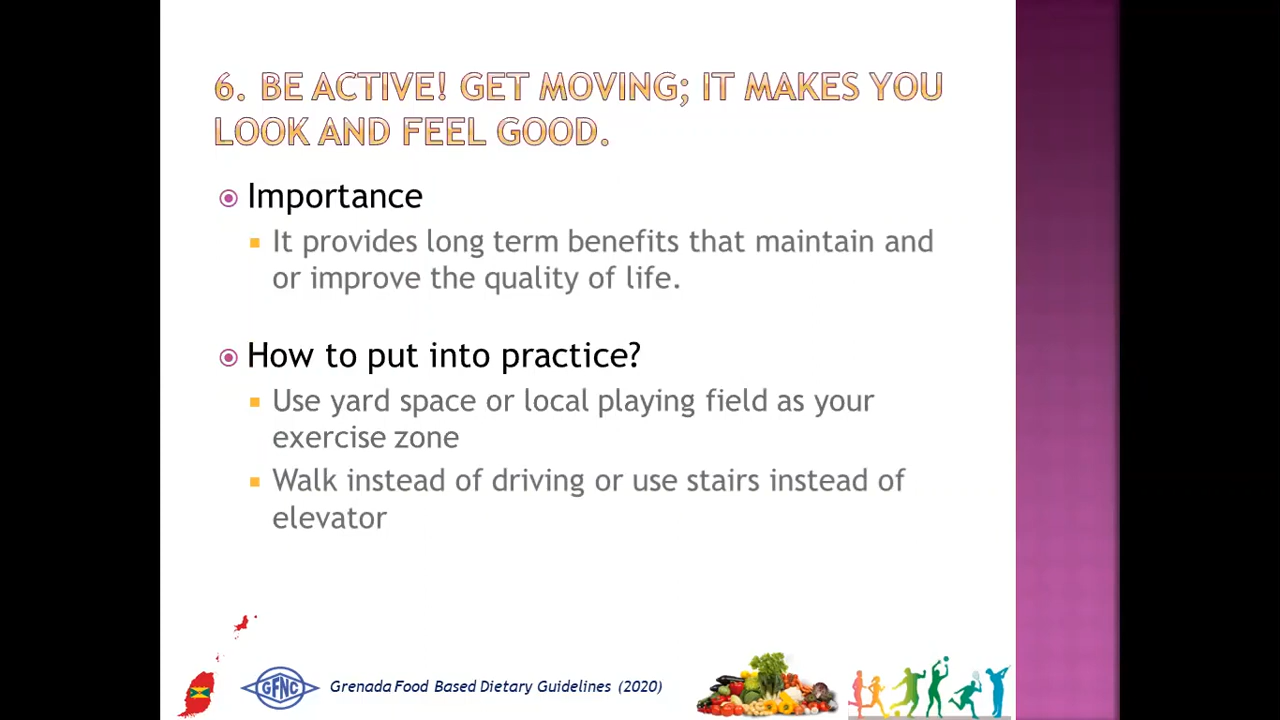 6. BE ACTIVE! GET MOVING; IT MAKES YOU
LOOK AND FEEL GOOD.
Importance
It provides long term benefits that maintain and
or improve the quality of life.
How to put into practice?
Use yard space or local playing field as your
exercise zone
Walk instead of driving or use stairs instead of
elevator
GFNC
Grenada Food Based Dietary Guidelines (2020)